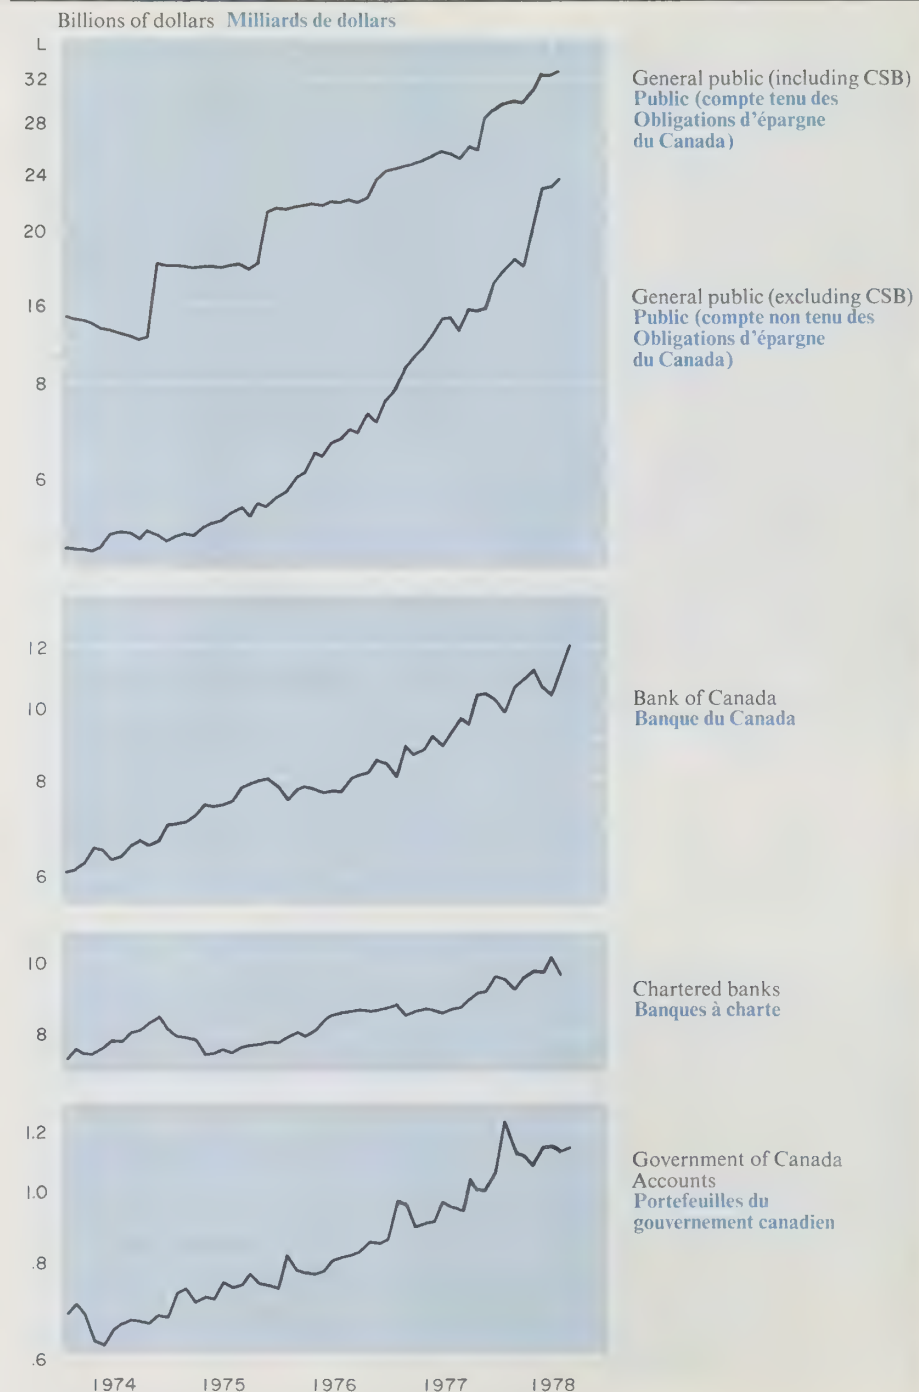 Billions of dollars Milliards de dollars
L
32
28
24
20
16
8
6
General public (including CSB)
Public (compte tenu des
Obligations d'épargne
du Canada)
General public (excluding CSB)
Public (compte non tenu des
Obligations d'épargne
du Canada)
12
10
8
6
Bank of Canada
Banque du Canada
10
8
Chartered banks
Banques à charte
1.2
1.0
.8
.6
Government of Canada
Accounts
Portefeuilles du
gouvernement canadien
1974 1975 1976 1977 1978